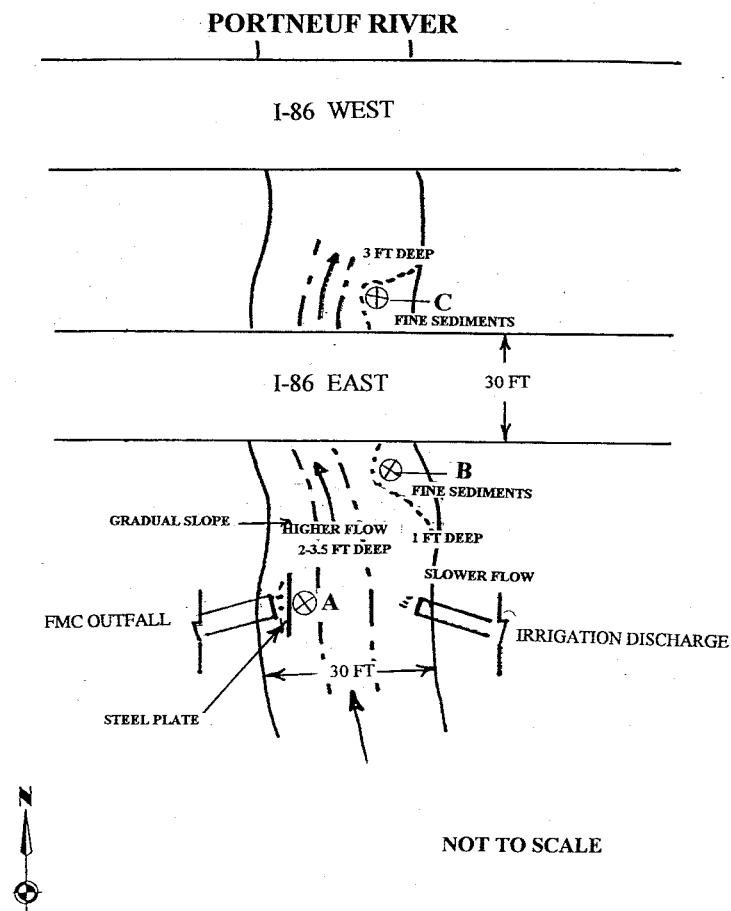 PORTNEUF RIVER
I-86 WEST
3 FT DEEP
C
FINE SEDIMENTS
I-86 EAST
30 FT
B
FINE SEDIMENTS
GRADUAL SLOPE
HIGHER FLOW
2-3.5 FT DEEP
1 FT DEEP
SLOWER FLOW
A
FMC OUTFALL
IRRIGATION DISCHARGE
30 FT
STEEL PLATE
N
NOT TO SCALE